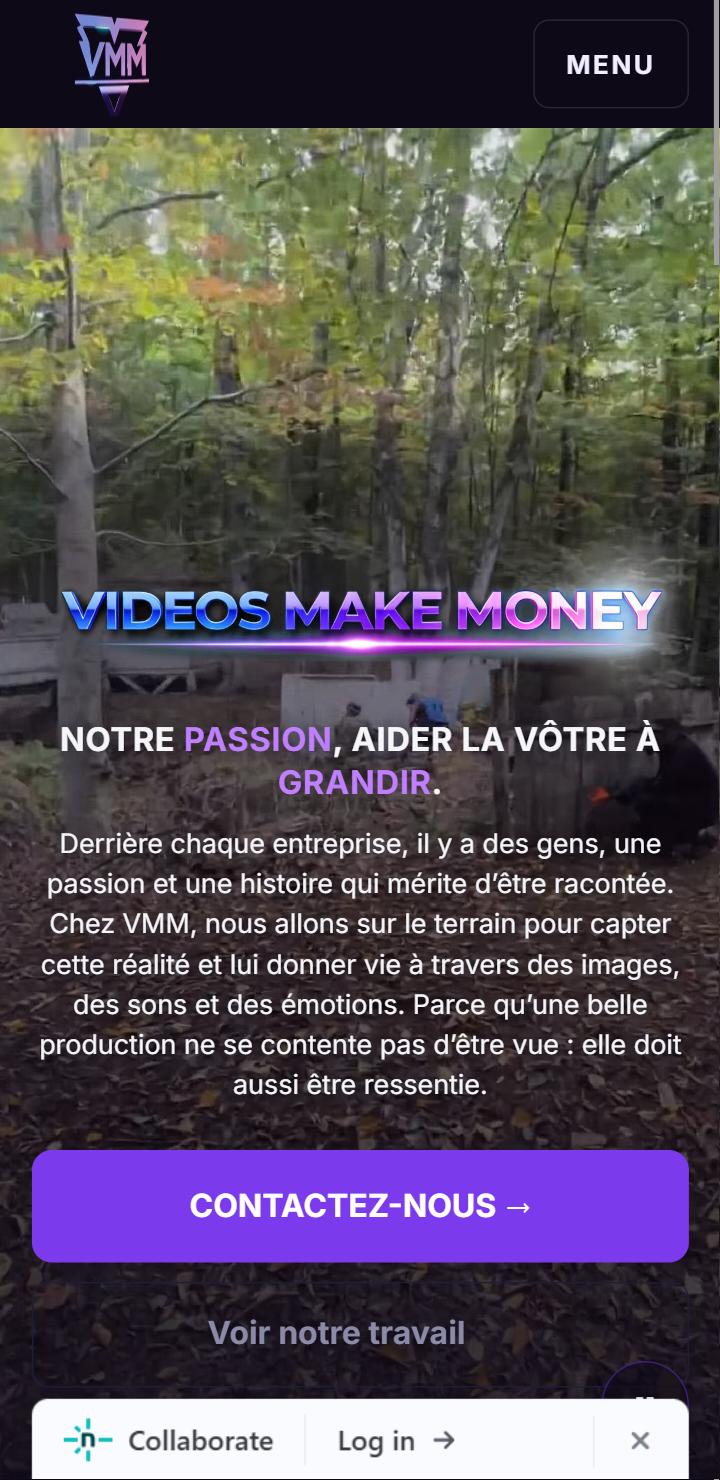 VMM
MENU
VIDEOS MAKE MONEY
NOTRE PASSION, AIDER LA VÔTRE À
GRANDIR.
Derrière chaque entreprise, il y a des gens, une
passion et une histoire qui mérite d’être racontée.
Chez VMM, nous allons sur le terrain pour capter
cette réalité et lui donner vie à travers des images,
des sons et des émotions. Parce qu’une belle
production ne se contente pas d’être vue : elle doit
aussi être ressentie.
CONTACTEZ-NOUS →
Voir notre travail
n Collaborate Log in → ×